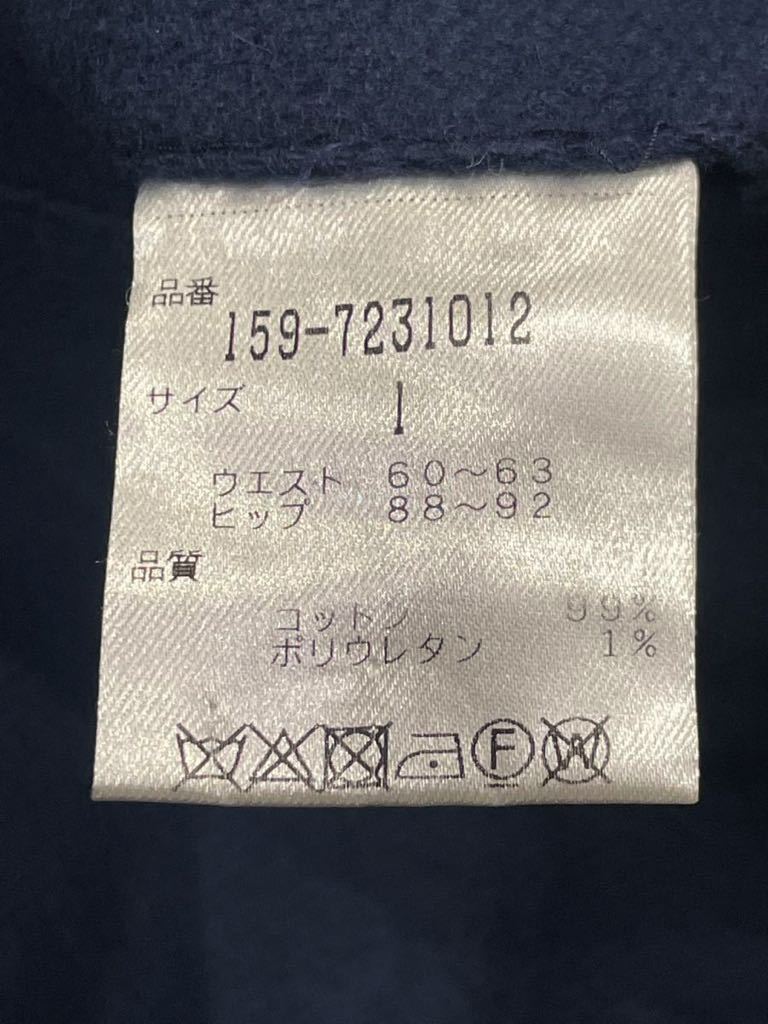 品番
159-7231012
サイズ 1
ウエスト 60～63
ヒップ 88～92
品質
コットン 99%
ポリウレタン 1%
F W